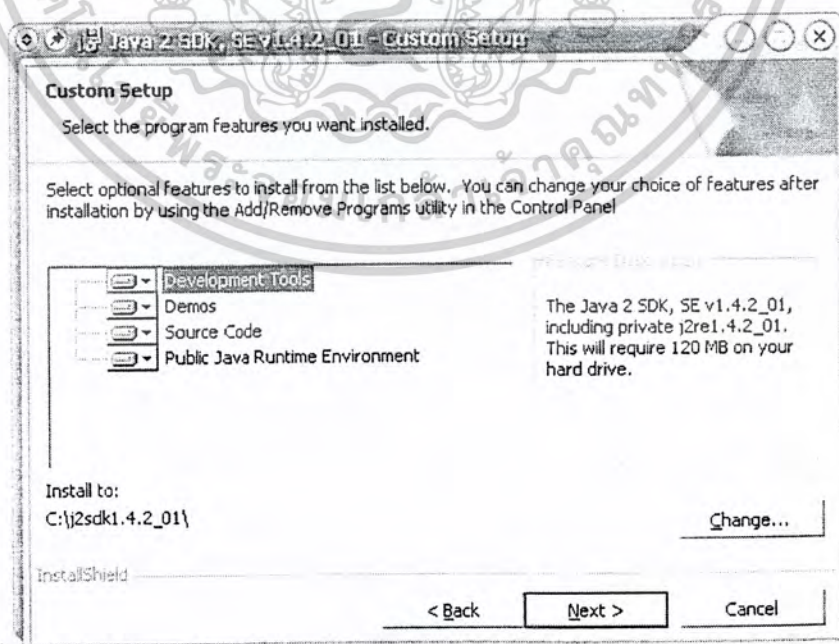 Java 2 SDK, SE v1.4.2_01 - Custom Setup
Custom Setup
Select the program features you want installed.
Select optional features to install from the list below. You can change your choice of features after
installation by using the Add/Remove Programs utility in the Control Panel
Development Tools
Demos
Source Code
Public Java Runtime Environment
The Java 2 SDK, SE v1.4.2_01,
including private j2re1.4.2_01.
This will require 120 MB on your
hard drive.
Install to:
C:\j2sdk1.4.2_01\
Change...
InstallShield
< Back
Next >
Cancel